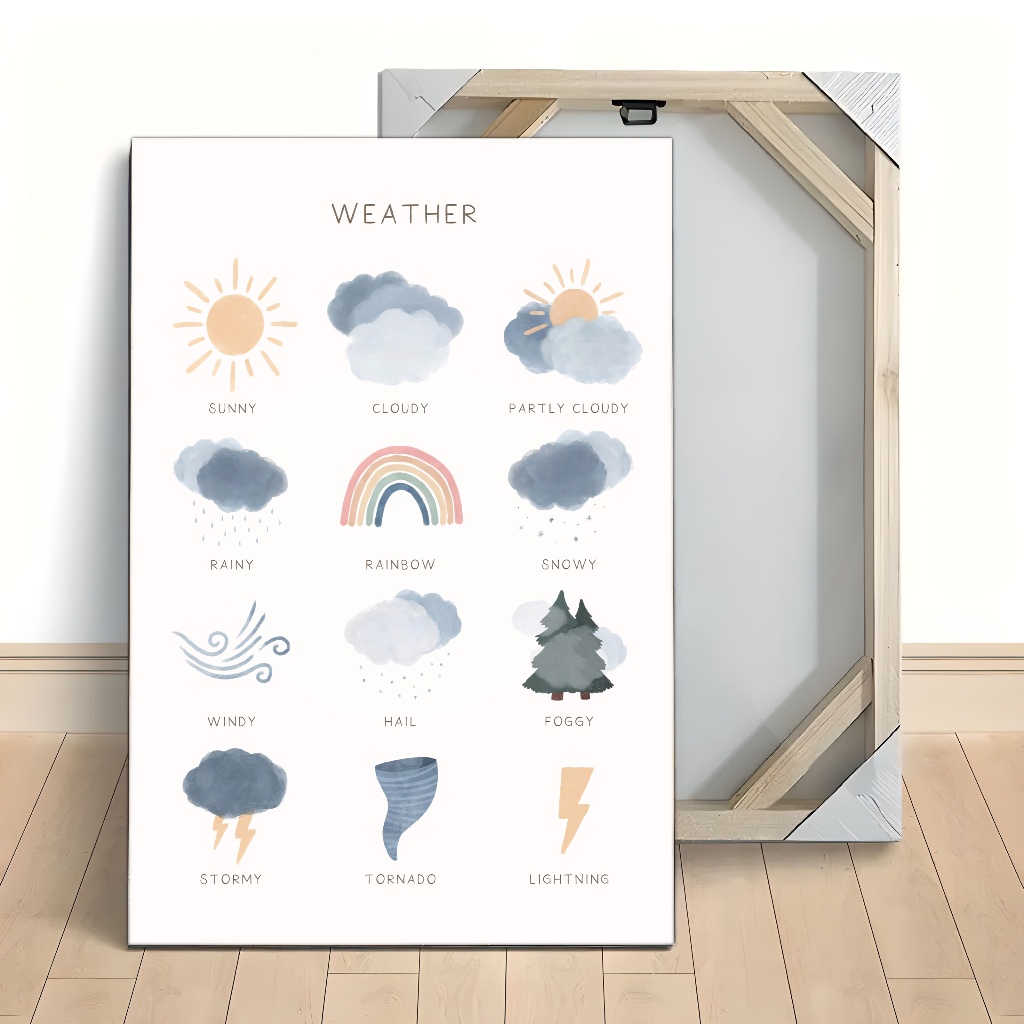 WEATHER
SUNNY
CLOUDY
PARTLY CLOUDY
RAINY
RAINBOW
SNOWY
WINDY
HAIL
FOGGY
STORMY
TORNADO
LIGHTNING